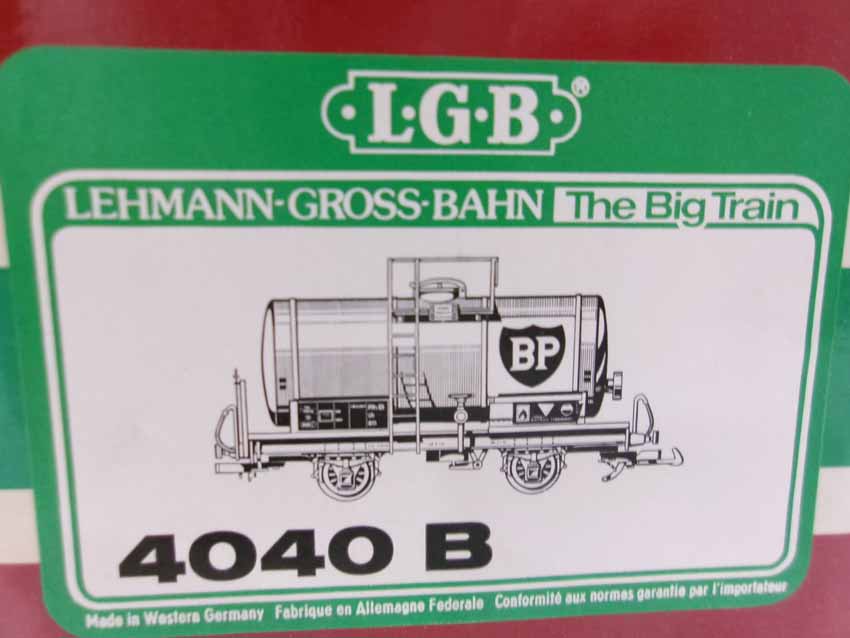 L·G·B®
LEHMANN-GROSS-BAHN The Big Train
BP
4040 B
Made in Western Germany Fabrique en Allemagne Federale Conformité aux normes garantie par l'importateur